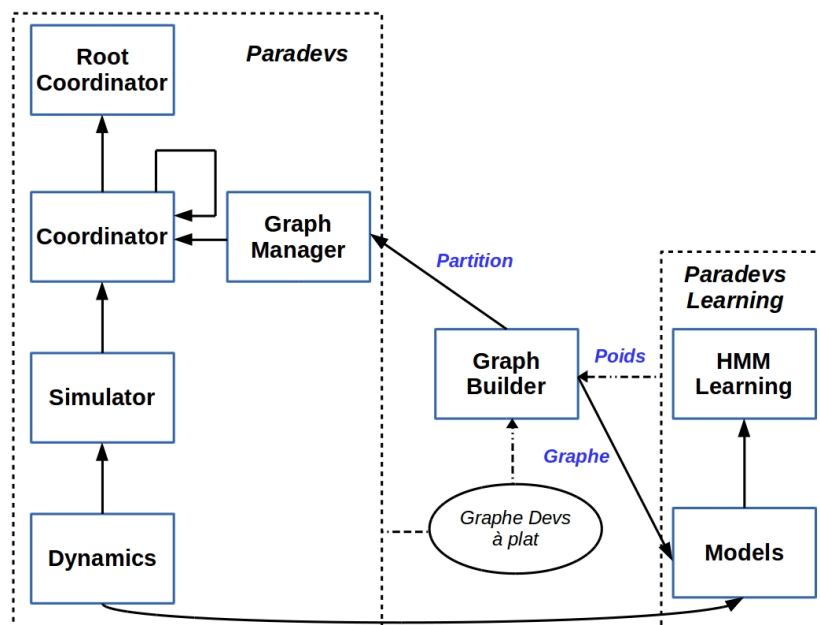 Root
Coordinator
Paradevs
Coordinator
Graph
Manager
Partition
Paradevs
Learning
Graph
Builder
Poids
HMM
Learning
Simulator
Graphe
Graphe Devs
à plat
Dynamics
Models